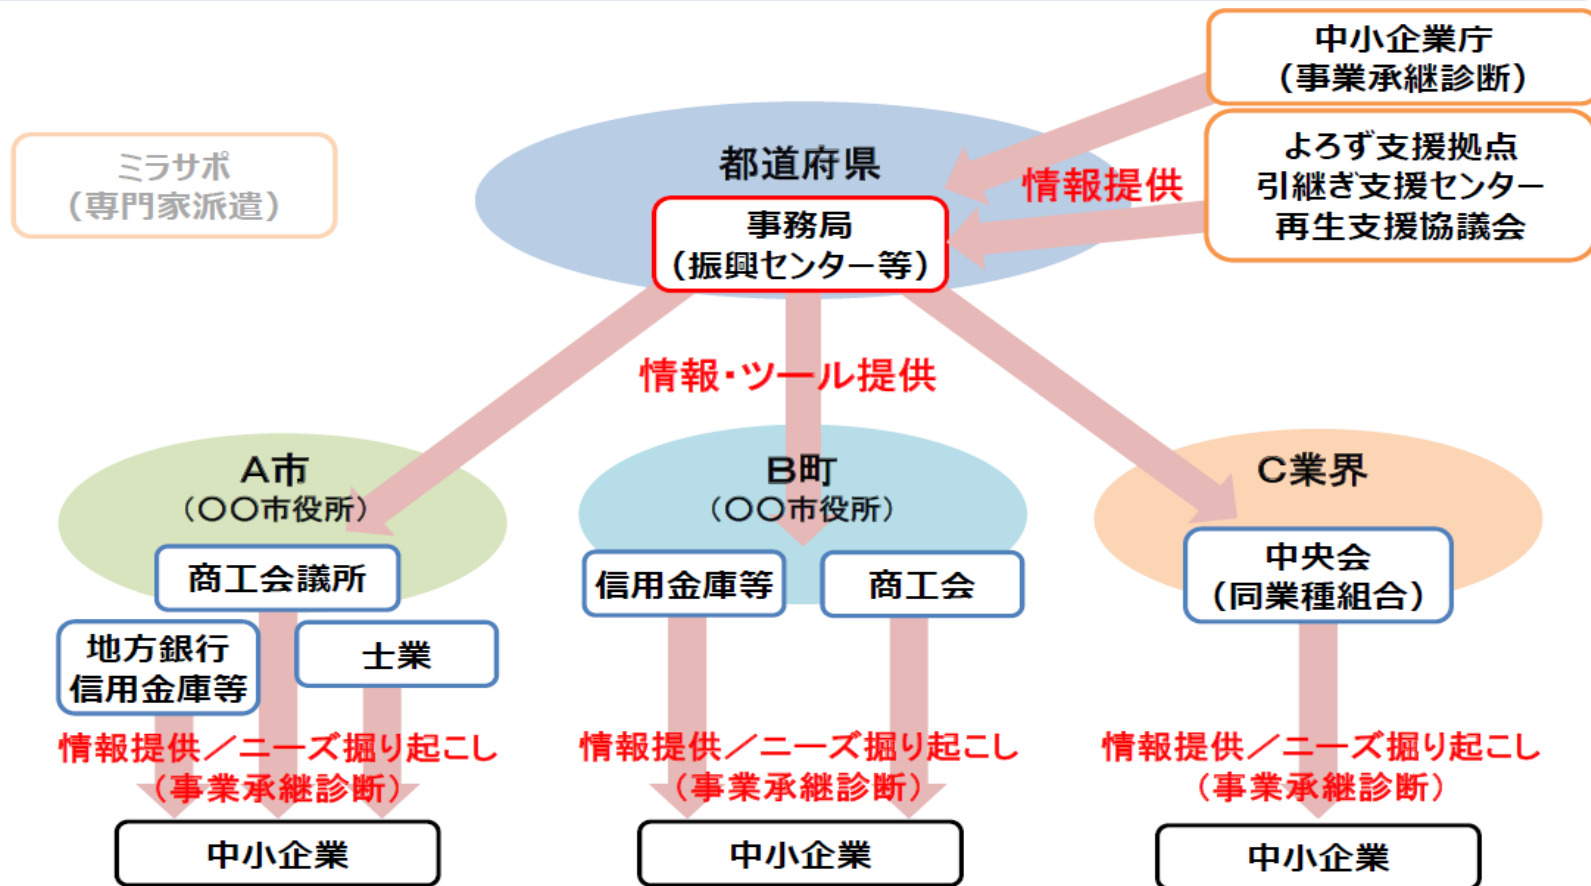 中小企業庁
（事業承継診断）
よろず支援拠点
引継ぎ支援センター
再生支援協議会
ミラサポ
（専門家派遣）
都道府県
情報提供
事務局
（振興センター等）
情報・ツール提供
A市
（〇〇市役所）
商工会議所
地方銀行
信用金庫等
士業
情報提供／ニーズ掘り起こし
（事業承継診断）
中小企業
B町
（〇〇市役所）
信用金庫等
商工会
情報提供／ニーズ掘り起こし
（事業承継診断）
中小企業
C業界
中央会
（同業種組合）
情報提供／ニーズ掘り起こし
（事業承継診断）
中小企業